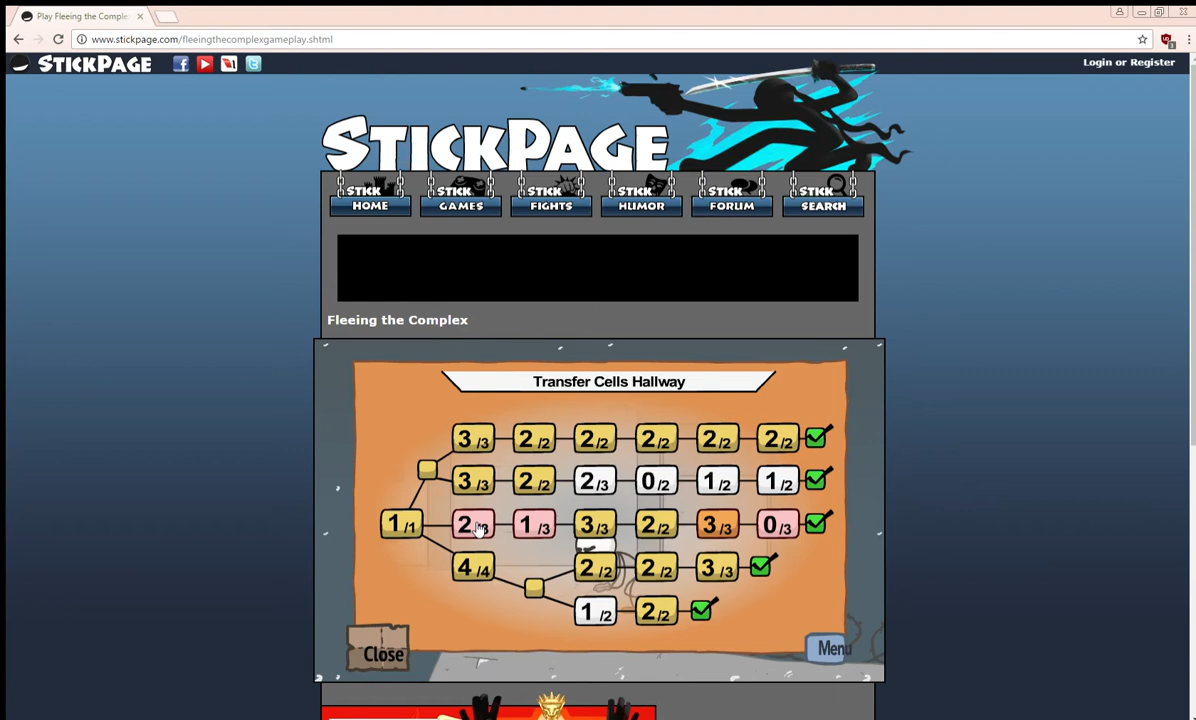 Play Fleeing the Comple
www.stickpage.com/fleeingthecomplexgameplay.shtml
STICKPAGE
Login or Register
STICKPAGE
STICK HOME
STICK GAMES
STICK FIGHTS
STICK HUMOR
STICK FORUM
STICK SEARCH
Fleeing the Complex
Transfer Cells Hallway
3/3 2/2 2/2 2/2 2/2 2/2
3/3 2/2 2/3 0/2 1/2 1/2
1/1 2 1/3 3/3 2/2 3/3 0/3
4/4 2/2 2/2 3/3
1/2 2/2
Close
Menu